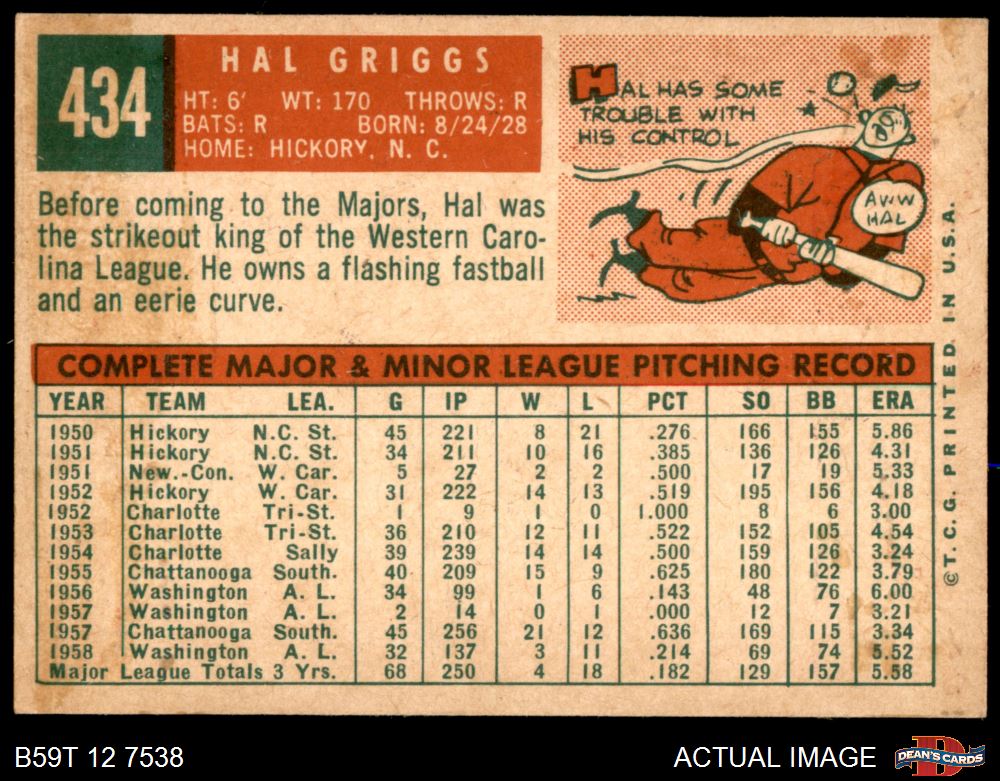 434
HAL GRIGGS
HT: 6' WT: 170 THROWS: R
BATS: R BORN: 8/24/28
HOME: HICKORY, N. C.
HAL HAS SOME
TROUBLE WITH
HIS CONTROL
AWW
HAL
Before coming to the Majors, Hal was
the strikeout king of the Western Caro-
lina League. He owns a flashing fastball
and an eerie curve.
COMPLETE MAJOR & MINOR LEAGUE PITCHING RECORD
YEAR TEAM LEA. G IP W L PCT SO BB ERA
1950 Hickory N.C. St. 45 221 8 21 .276 166 155 5.86
1951 Hickory N.C. St. 34 211 10 16 .385 136 126 4.31
1951 New.-Con. W. Car. 5 27 2 2 .500 17 19 5.33
1952 Hickory W. Car. 31 222 14 13 .519 195 156 4.18
1952 Charlotte Tri-St. 1 9 1 0 1.000 8 6 3.00
1953 Charlotte Tri-St. 36 210 12 11 .522 152 105 4.54
1954 Charlotte Sally 39 239 14 14 .500 159 126 3.24
1955 Chattanooga South. 40 209 15 9 .625 180 122 3.79
1956 Washington A. L. 34 99 1 6 .143 48 76 6.00
1957 Washington A. L. 2 14 0 1 .000 12 7 3.21
1957 Chattanooga South. 45 256 21 12 .636 169 115 3.34
1958 Washington A. L. 32 137 3 11 .214 69 74 5.52
Major League Totals 3 Yrs. 68 250 4 18 .182 129 157 5.58
©T. C. G. PRINTED IN U.S.A.
B59T 12 7538
ACTUAL IMAGE
D
DEAN'S CARDS